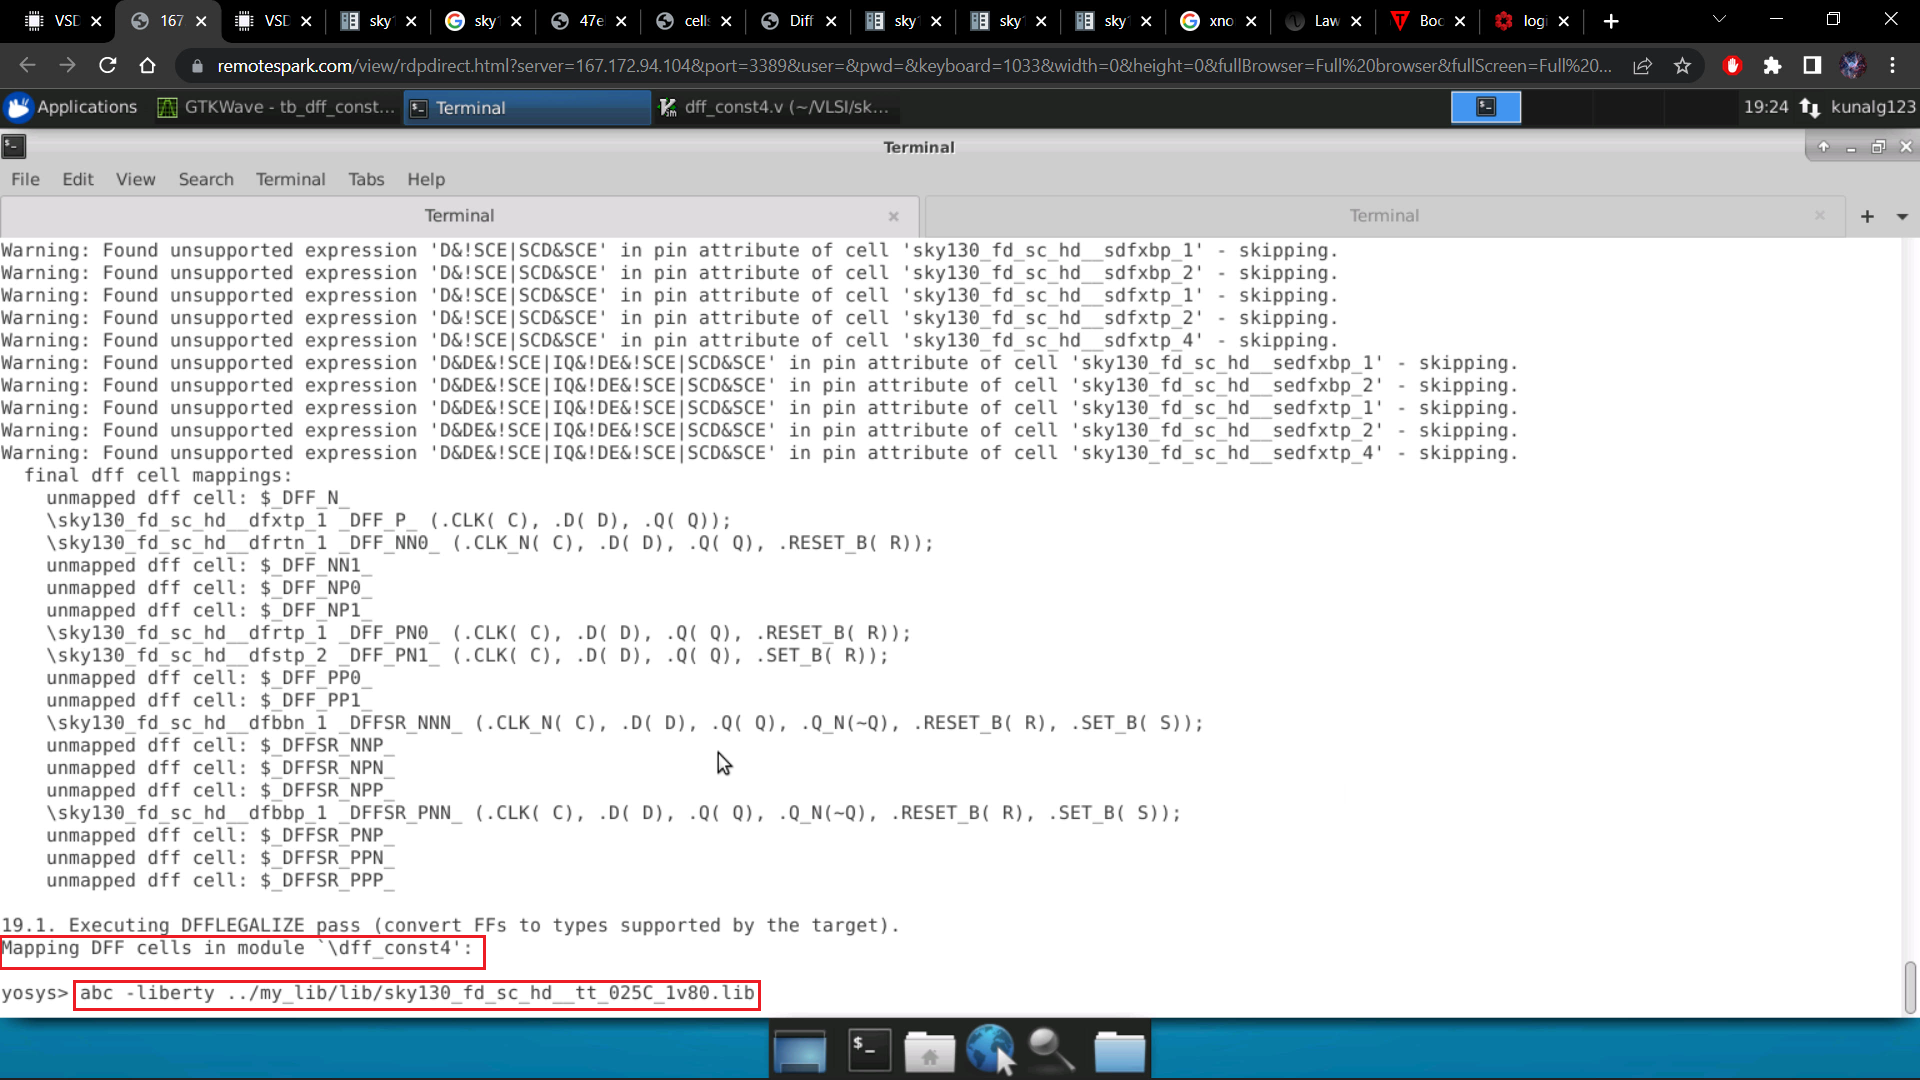 VSD
167
VSD
sky
sky
47e
cell
Diff
sky
sky
sky
xno
Law
Boo
logi
remotespark.com/view/rdpdirect.html?server=167.172.94.104&port=3389&user=&pwd=&keyboard=1033&width=0&height=0&fullBrowser=Full%20browser&fullScreen=Full%20...
Applications
GTKWave - tb_dff_const...
Terminal
dff_const4.v (~/VLSI/sk...
19:24
kunalg123
Terminal
File Edit View Search Terminal Tabs Help
Terminal
Terminal
Warning: Found unsupported expression 'D&!SCE|SCD&SCE' in pin attribute of cell 'sky130_fd_sc_hd__sdfxbp_1' - skipping.
Warning: Found unsupported expression 'D&!SCE|SCD&SCE' in pin attribute of cell 'sky130_fd_sc_hd__sdfxbp_2' - skipping.
Warning: Found unsupported expression 'D&!SCE|SCD&SCE' in pin attribute of cell 'sky130_fd_sc_hd__sdfxtp_1' - skipping.
Warning: Found unsupported expression 'D&!SCE|SCD&SCE' in pin attribute of cell 'sky130_fd_sc_hd__sdfxtp_2' - skipping.
Warning: Found unsupported expression 'D&!SCE|SCD&SCE' in pin attribute of cell 'sky130_fd_sc_hd__sdfxtp_4' - skipping.
Warning: Found unsupported expression 'D&DE&!SCE|IQ&!DE&!SCE|SCD&SCE' in pin attribute of cell 'sky130_fd_sc_hd__sedfxbp_1' - skipping.
Warning: Found unsupported expression 'D&DE&!SCE|IQ&!DE&!SCE|SCD&SCE' in pin attribute of cell 'sky130_fd_sc_hd__sedfxbp_2' - skipping.
Warning: Found unsupported expression 'D&DE&!SCE|IQ&!DE&!SCE|SCD&SCE' in pin attribute of cell 'sky130_fd_sc_hd__sedfxtp_1' - skipping.
Warning: Found unsupported expression 'D&DE&!SCE|IQ&!DE&!SCE|SCD&SCE' in pin attribute of cell 'sky130_fd_sc_hd__sedfxtp_2' - skipping.
Warning: Found unsupported expression 'D&DE&!SCE|IQ&!DE&!SCE|SCD&SCE' in pin attribute of cell 'sky130_fd_sc_hd__sedfxtp_4' - skipping.
final dff cell mappings:
unmapped dff cell: $_DFF_N_
\sky130_fd_sc_hd__dfxtp_1 _DFF_P_ (.CLK( C), .D( D), .Q( Q));
\sky130_fd_sc_hd__dfrtn_1 _DFF_NN0_ (.CLK_N( C), .D( D), .Q( Q), .RESET_B( R));
unmapped dff cell: $_DFF_NN1_
unmapped dff cell: $_DFF_NP0_
unmapped dff cell: $_DFF_NP1_
\sky130_fd_sc_hd__dfrtp_1 _DFF_PN0_ (.CLK( C), .D( D), .Q( Q), .RESET_B( R));
\sky130_fd_sc_hd__dfstp_2 _DFF_PN1_ (.CLK( C), .D( D), .Q( Q), .SET_B( R));
unmapped dff cell: $_DFF_PP0_
unmapped dff cell: $_DFF_PP1_
\sky130_fd_sc_hd__dfbbn_1 _DFFSR_NNN_ (.CLK_N( C), .D( D), .Q( Q), .Q_N(~Q), .RESET_B( R), .SET_B( S));
unmapped dff cell: $_DFFSR_NNP_
unmapped dff cell: $_DFFSR_NPN_
unmapped dff cell: $_DFFSR_NPP_
\sky130_fd_sc_hd__dfbbp_1 _DFFSR_PNN_ (.CLK( C), .D( D), .Q( Q), .Q_N(~Q), .RESET_B( R), .SET_B( S));
unmapped dff cell: $_DFFSR_PNP_
unmapped dff cell: $_DFFSR_PPN_
unmapped dff cell: $_DFFSR_PPP_
19.1. Executing DFFLEGALIZE pass (convert FFs to types supported by the target).
Mapping DFF cells in module `\dff_const4':
yosys> abc -liberty ../my_lib/lib/sky130_fd_sc_hd__tt_025C_1v80.lib